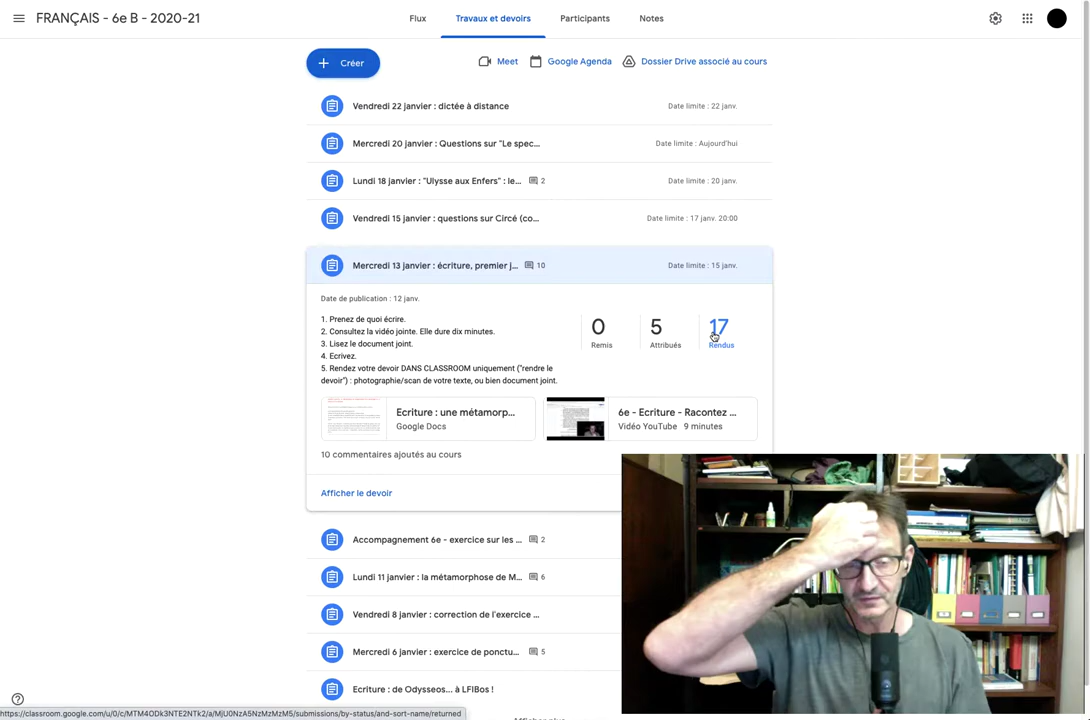 FRANÇAIS - 6e B - 2020-21
Flux
Travaux et devoirs
Participants
Notes
Créer
Meet
Google Agenda
Dossier Drive associé au cours
Vendredi 22 janvier : dictée à distance
Date limite : 22 janv.
Mercredi 20 janvier : Questions sur "Le spec...
Date limite : Aujourd'hui
Lundi 18 janvier : "Ulysse aux Enfers" : le...
2
Date limite : 20 janv.
Vendredi 15 janvier : questions sur Circé (co...
Date limite : 17 janv. 20:00
Mercredi 13 janvier : écriture, premier j...
10
Date limite : 15 janv.
Date de publication : 12 janv.
1. Prenez de quoi écrire.
2. Consultez la vidéo jointe. Elle dure dix minutes.
3. Lisez le document joint.
4. Ecrivez.
5. Rendez votre devoir DANS CLASSROOM uniquement ("rendre le
devoir") : photographie/scan de votre texte, ou bien document joint.
0
Remis
5
Attribués
17
Rendus
Ecriture : une métamorp...
Google Docs
6e - Ecriture - Racontez ...
Vidéo YouTube 9 minutes
10 commentaires ajoutés au cours
Afficher le devoir
Accompagnement 6e - exercice sur les ...
2
Lundi 11 janvier : la métamorphose de M...
6
Vendredi 8 janvier : correction de l'exercice ...
Mercredi 6 janvier : exercice de ponctu...
5
Ecriture : de Odysseos... à LFIBos !
https://classroom.google.com/u/0/c/MTM4ODk3NTE2NTk2/a/MjU0NzA5NzMzMzM5/submissions/by-status/and-sort-name/returned